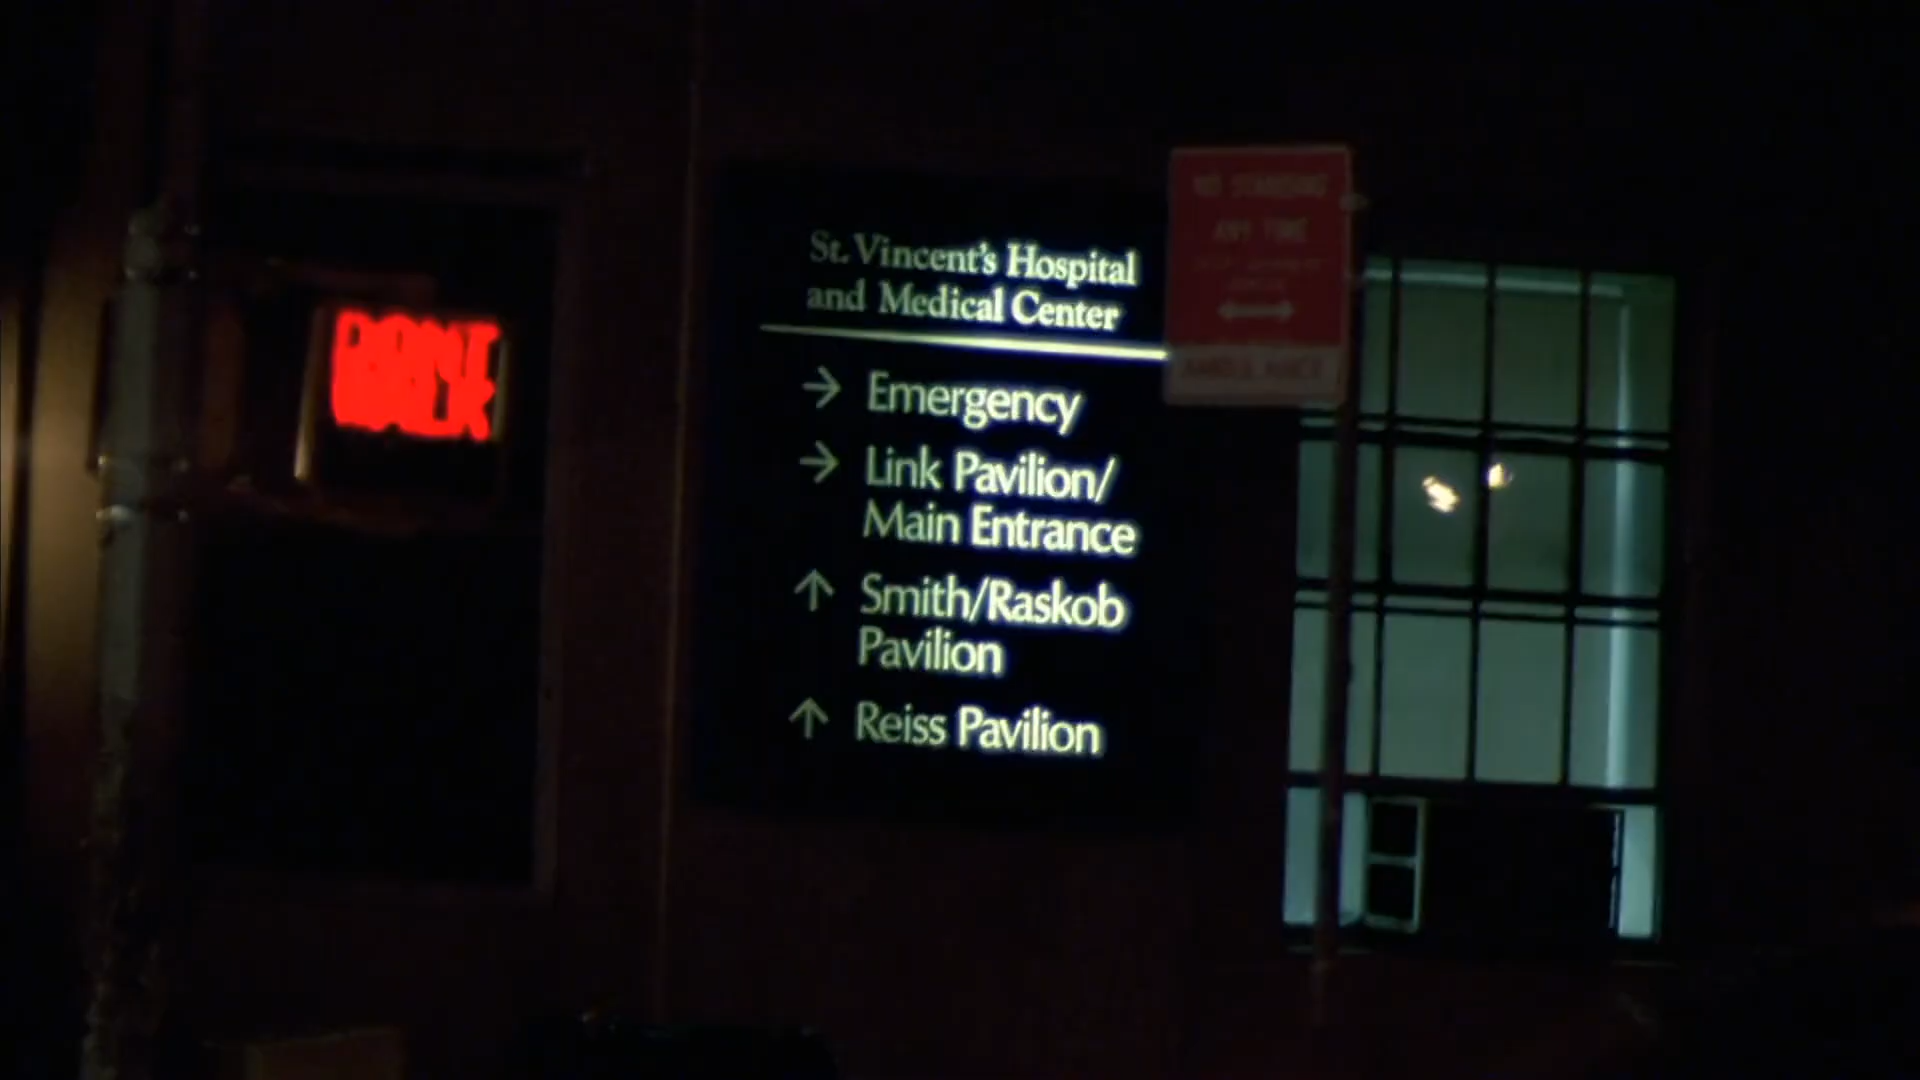 DONT
WALK
St. Vincent's Hospital
and Medical Center
→ Emergency
→ Link Pavilion/
Main Entrance
↑ Smith/Raskob
Pavilion
↑ Reiss Pavilion
NO STANDING
ANY TIME
AMBULANCE